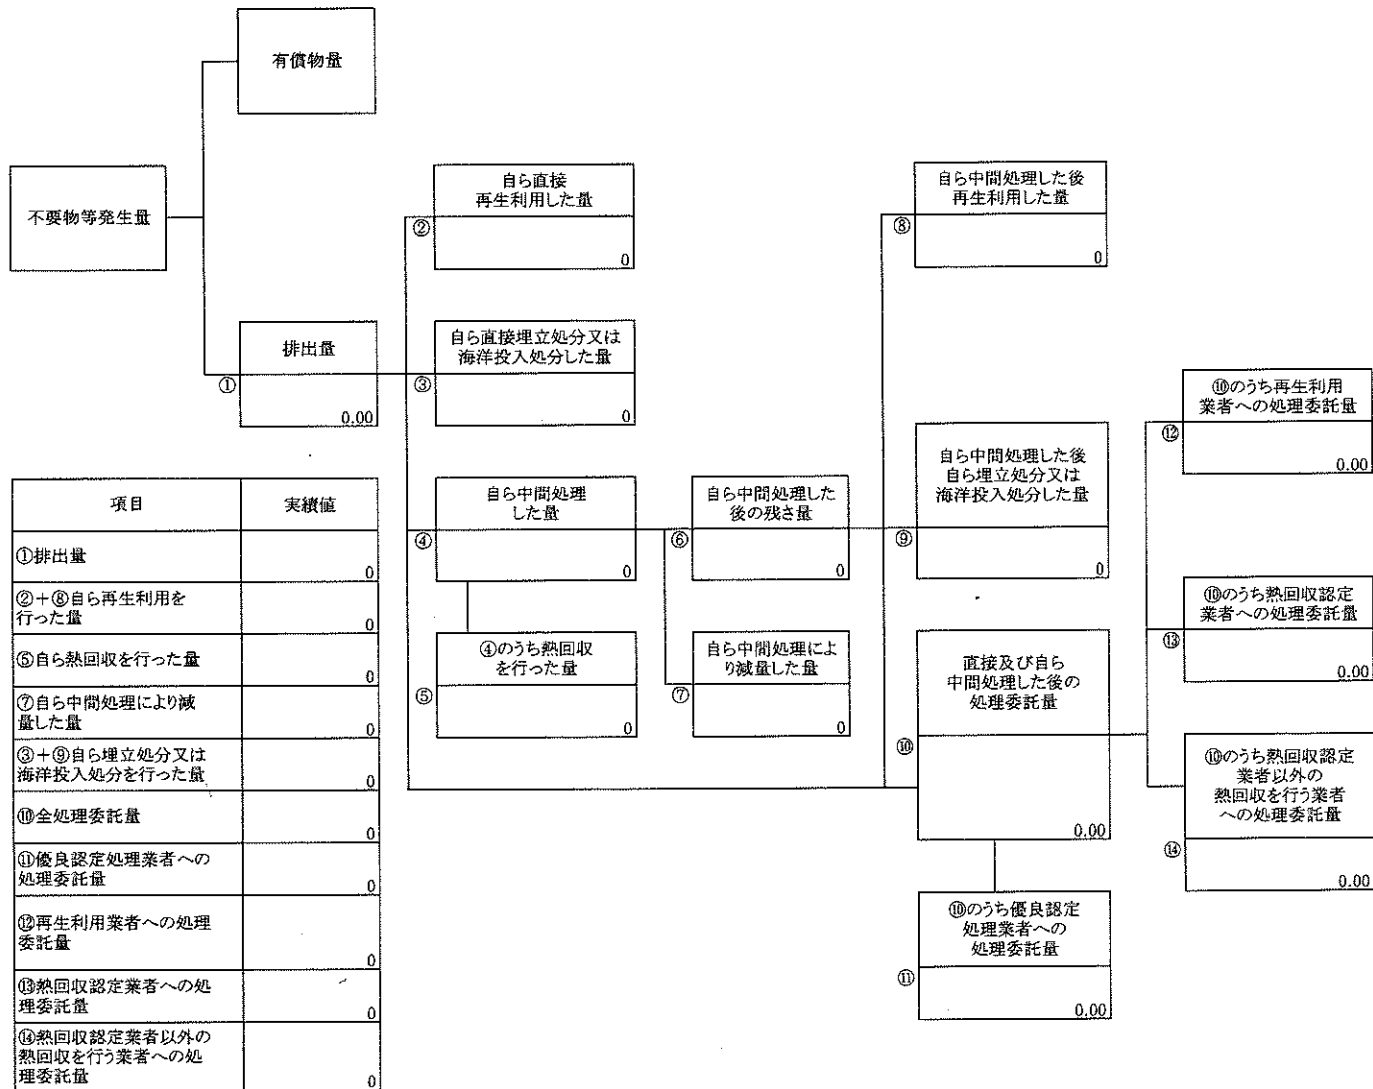 有償物量
不要物等発生量
排出量
①
0.00
自ら直接
再生利用した量
②
0
自ら直接埋立処分又は
海洋投入処分した量
③
0
自ら中間処理
した量
④
0
④のうち熱回収
を行った量
⑤
0
自ら中間処理した
後の残さ量
⑥
0
自ら中間処理によ
り減量した量
⑦
0
自ら中間処理した後
再生利用した量
⑧
0
自ら中間処理した後
自ら埋立処分又は
海洋投入処分した量
⑨
0
直接及び自ら
中間処理した後の
処理委託量
⑩
0.00
⑩のうち優良認定
処理業者への
処理委託量
⑪
0.00
⑩のうち再生利用
業者への処理委託量
⑫
0.00
⑩のうち熱回収認定
業者への処理委託量
⑬
0.00
⑩のうち熱回収認定
業者以外の
熱回収を行う業者
への処理委託量
⑭
0.00
項目 実績値
①排出量
0
②+⑧自ら再生利用を
行った量
0
⑤自ら熱回収を行った量
0
⑦自ら中間処理により減
量した量
0
③+⑨自ら埋立処分又は
海洋投入処分を行った量
0
⑩全処理委託量
0
⑪優良認定処理業者への
処理委託量
0
⑫再生利用業者への処理
委託量
0
⑬熱回収認定業者への処
理委託量
0
⑭熱回収認定業者以外の
熱回収を行う業者への処
理委託量
0